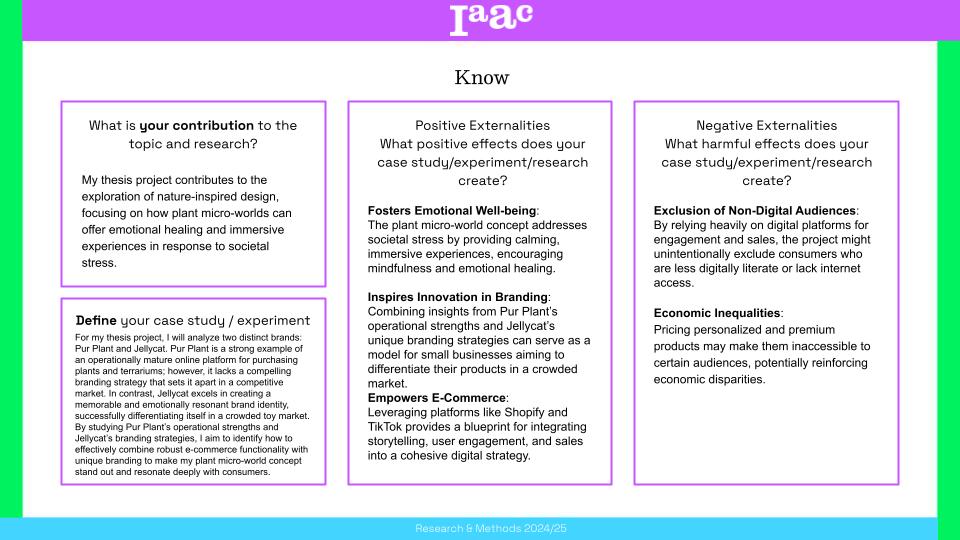 Iaac
Know
What is your contribution to the
topic and research?
My thesis project contributes to the
exploration of nature-inspired design,
focusing on how plant micro-worlds can
offer emotional healing and immersive
experiences in response to societal
stress.
Define your case study / experiment
For my thesis project, I will analyze two distinct brands:
Pur Plant and Jellycat. Pur Plant is a strong example of
an operationally mature online platform for purchasing
plants and terrariums; however, it lacks a compelling
branding strategy that sets it apart in a competitive
market. In contrast, Jellycat excels in creating a
memorable and emotionally resonant brand identity,
successfully differentiating itself in a crowded toy market.
By studying Pur Plant's operational strengths and
Jellycat's branding strategies, I aim to identify how to
effectively combine robust e-commerce functionality with
unique branding to make my plant micro-world concept
stand out and resonate deeply with consumers.
Positive Externalities
What positive effects does your
case study/experiment/research
create?
Fosters Emotional Well-being:
The plant micro-world concept addresses
societal stress by providing calming,
immersive experiences, encouraging
mindfulness and emotional healing.
Inspires Innovation in Branding:
Combining insights from Pur Plant's
operational strengths and Jellycat's
unique branding strategies can serve as a
model for small businesses aiming to
differentiate their products in a crowded
market.
Empowers E-Commerce:
Leveraging platforms like Shopify and
TikTok provides a blueprint for integrating
storytelling, user engagement, and sales
into a cohesive digital strategy.
Negative Externalities
What harmful effects does your
case study/experiment/research
create?
Exclusion of Non-Digital Audiences:
By relying heavily on digital platforms for
engagement and sales, the project might
unintentionally exclude consumers who
are less digitally literate or lack internet
access.
Economic Inequalities:
Pricing personalized and premium
products may make them inaccessible to
certain audiences, potentially reinforcing
economic disparities.
Research & Methods 2024/25